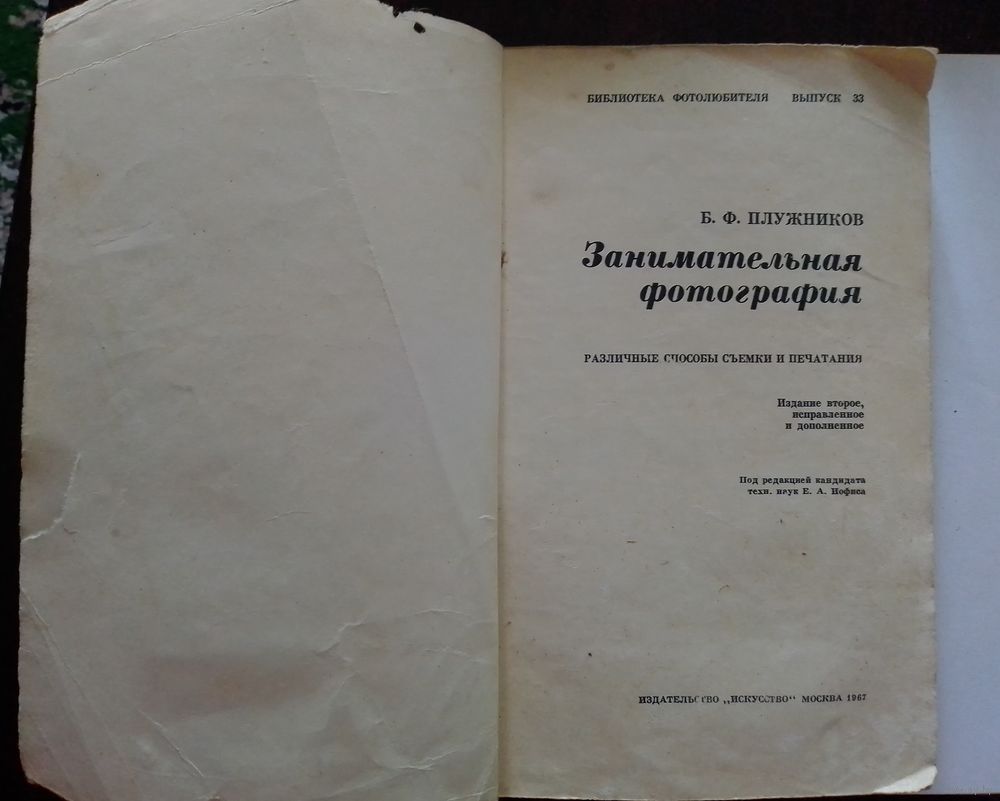 БИБЛИОТЕКА ФОТОЛЮБИТЕЛЯ ВЫПУСК 33
Б. Ф. ПЛУЖНИКОВ
Занимательная
фотография
РАЗЛИЧНЫЕ СПОСОБЫ СЪЕМКИ И ПЕЧАТАНИЯ
Издание второе,
исправленное
и дополненное
Под редакцией кандидата
техн. наук Е. А. Иофиса
ИЗДАТЕЛЬСТВО „ИСКУССТВО“ МОСКВА 1967